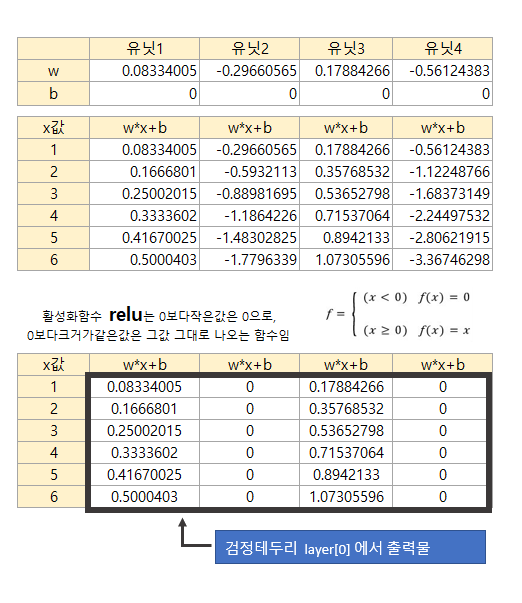 유닛1 유닛2 유닛3 유닛4
w 0.08334005 -0.29660565 0.17884266 -0.56124383
b 0 0 0 0
x값 w*x+b w*x+b w*x+b w*x+b
1 0.08334005 -0.29660565 0.17884266 -0.56124383
2 0.1666801 -0.5932113 0.35768532 -1.12248766
3 0.25002015 -0.88981695 0.53652798 -1.68373149
4 0.3333602 -1.1864226 0.71537064 -2.24497532
5 0.41670025 -1.48302825 0.8942133 -2.80621915
6 0.5000403 -1.7796339 1.07305596 -3.36746298
활성화함수 relu는 0보다작은값은 0으로,
0보다크거가같은값은 그값 그대로 나오는 함수임
f = { (x < 0) f(x) = 0
(x ≥ 0) f(x) = x
x값 w*x+b w*x+b w*x+b w*x+b
1 0.08334005 0 0.17884266 0
2 0.1666801 0 0.35768532 0
3 0.25002015 0 0.53652798 0
4 0.3333602 0 0.71537064 0
5 0.41670025 0 0.8942133 0
6 0.5000403 0 1.07305596 0
검정테두리 layer[0] 에서 출력물